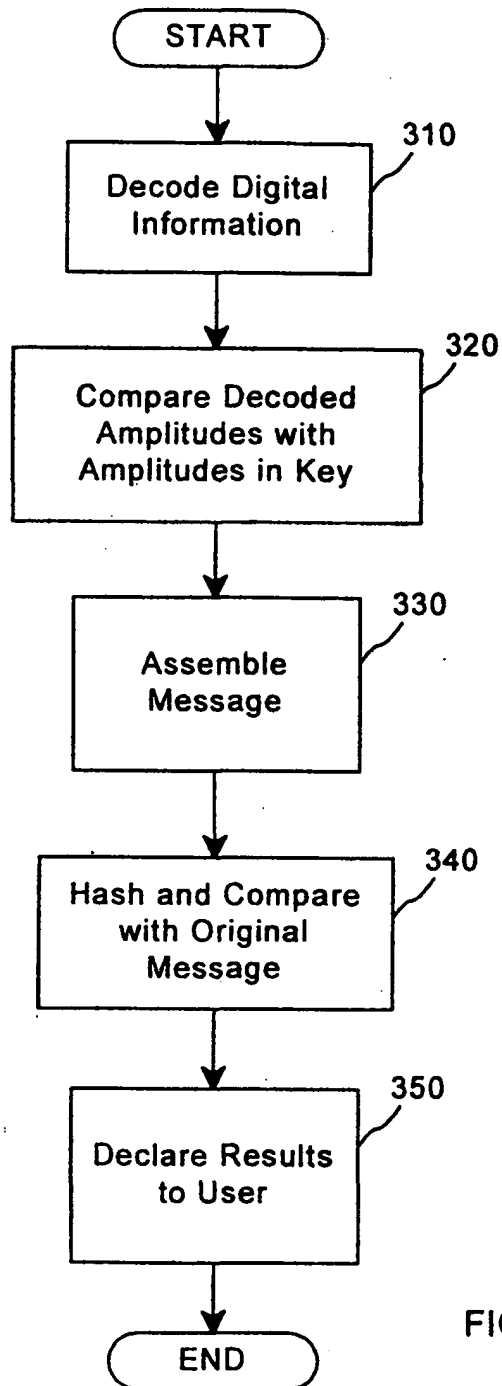 START
310
Decode Digital
Information
320
Compare Decoded
Amplitudes with
Amplitudes in Key
330
Assemble
Message
340
Hash and Compare
with Original
Message
350
Declare Results
to User
END